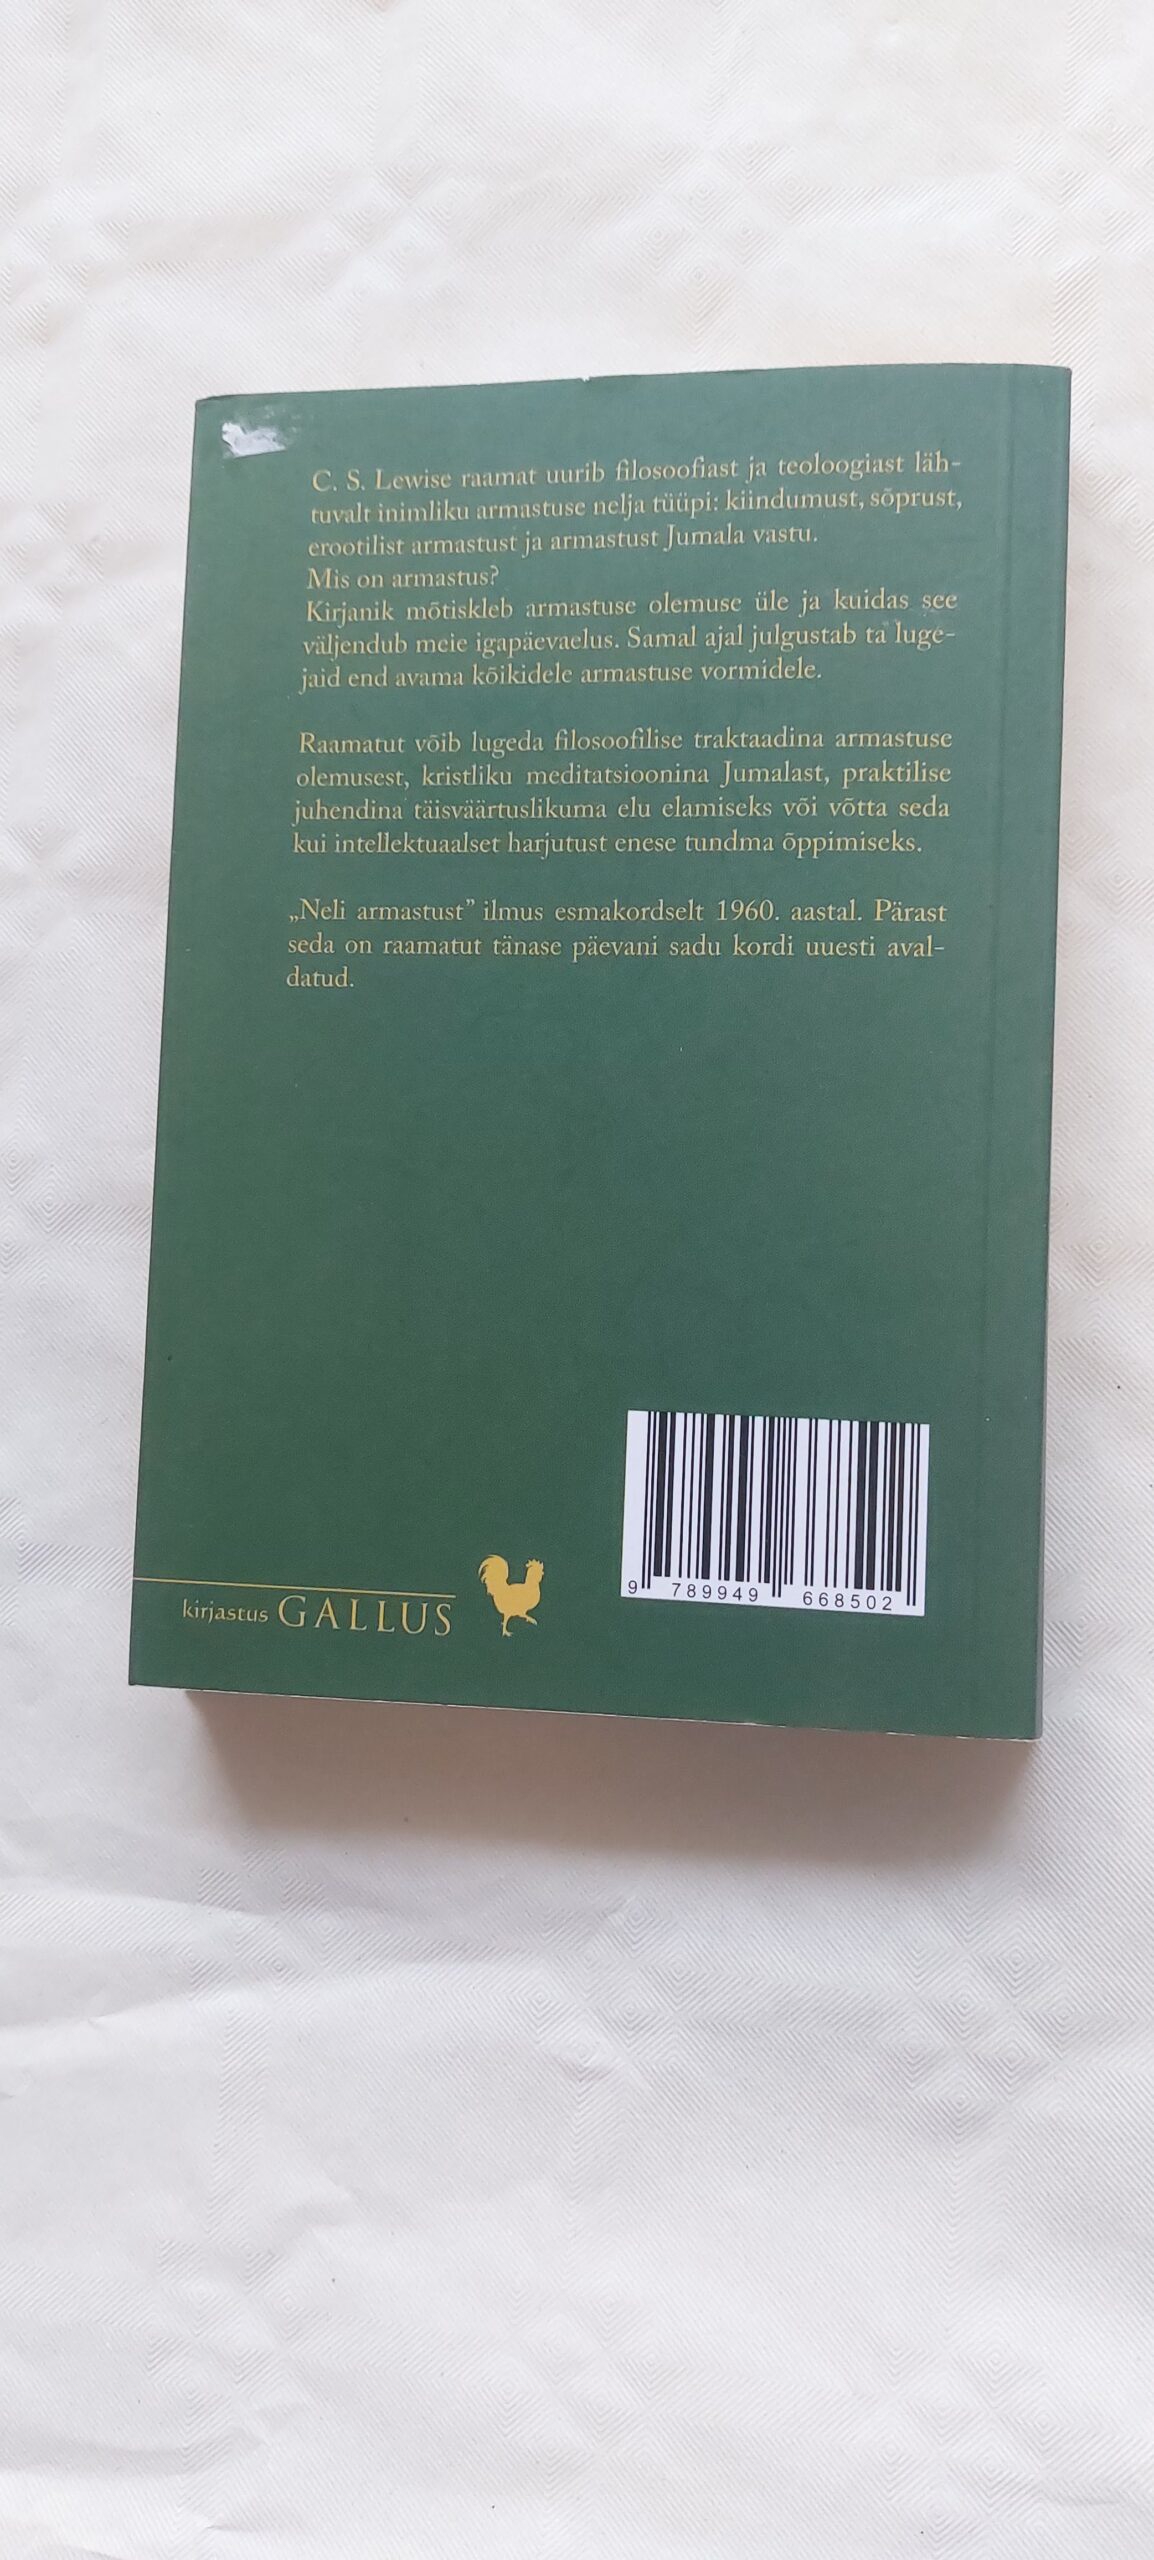 C. S. Lewise raamat uurib filosoofiast ja teoloogiast läh-
tuvalt inimliku armastuse nelja tüüpi: kiindumust, sõprust,
erootilist armastust ja armastust Jumala vastu.
Mis on armastus?
Kirjanik mõtiskleb armastuse olemuse üle ja kuidas see
väljendub meie igapäevaelus. Samal ajal julgustab ta luge-
jaid end avama kõikidele armastuse vormidele.
Raamatut võib lugeda filosoofilise traktaadina armastuse
olemusest, kristliku meditatsioonina Jumalast, praktilise
juhendina täisväärtuslikuma elu elamiseks või võtta seda
kui intellektuaalset harjutust enese tundma õppimiseks.
„Neli armastust” ilmus esmakordselt 1960. aastal. Pärast
seda on raamatut tänase päevani sadu kordi uuesti aval-
datud.
9 789949 668502
kirjastus GALLUS